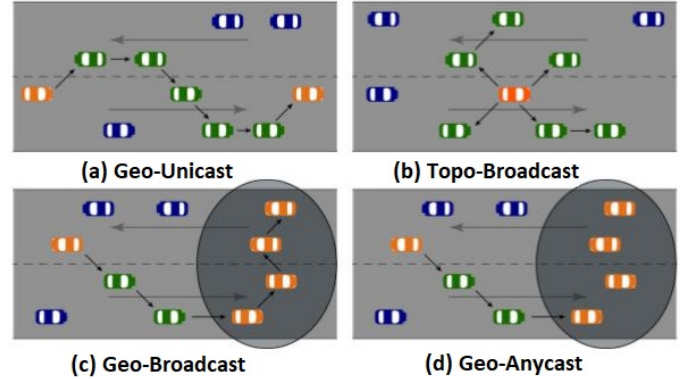 (a) Geo-Unicast
(b) Topo-Broadcast
(c) Geo-Broadcast
(d) Geo-Anycast